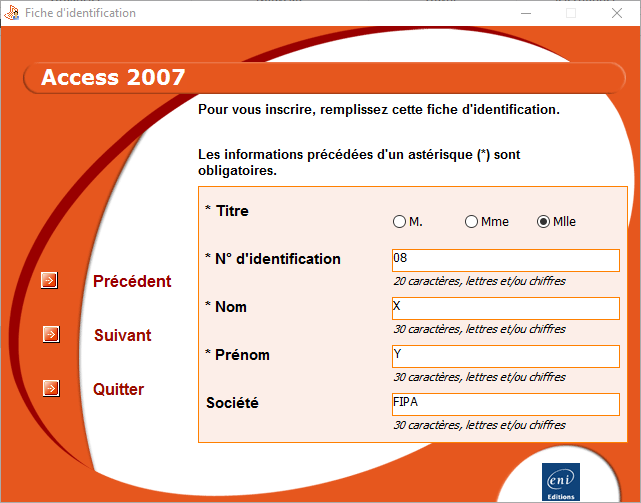 Fiche d'identification
Access 2007
Pour vous inscrire, remplissez cette fiche d'identification.
Les informations précédées d'un astérisque (*) sont
obligatoires.
* Titre
M. Mme Mlle
* N° d'identification 08
20 caractères, lettres et/ou chiffres
* Nom X
30 caractères, lettres et/ou chiffres
* Prénom Y
30 caractères, lettres et/ou chiffres
Société FIPA
30 caractères, lettres et/ou chiffres
Précédent
Suivant
Quitter
eni
Editions